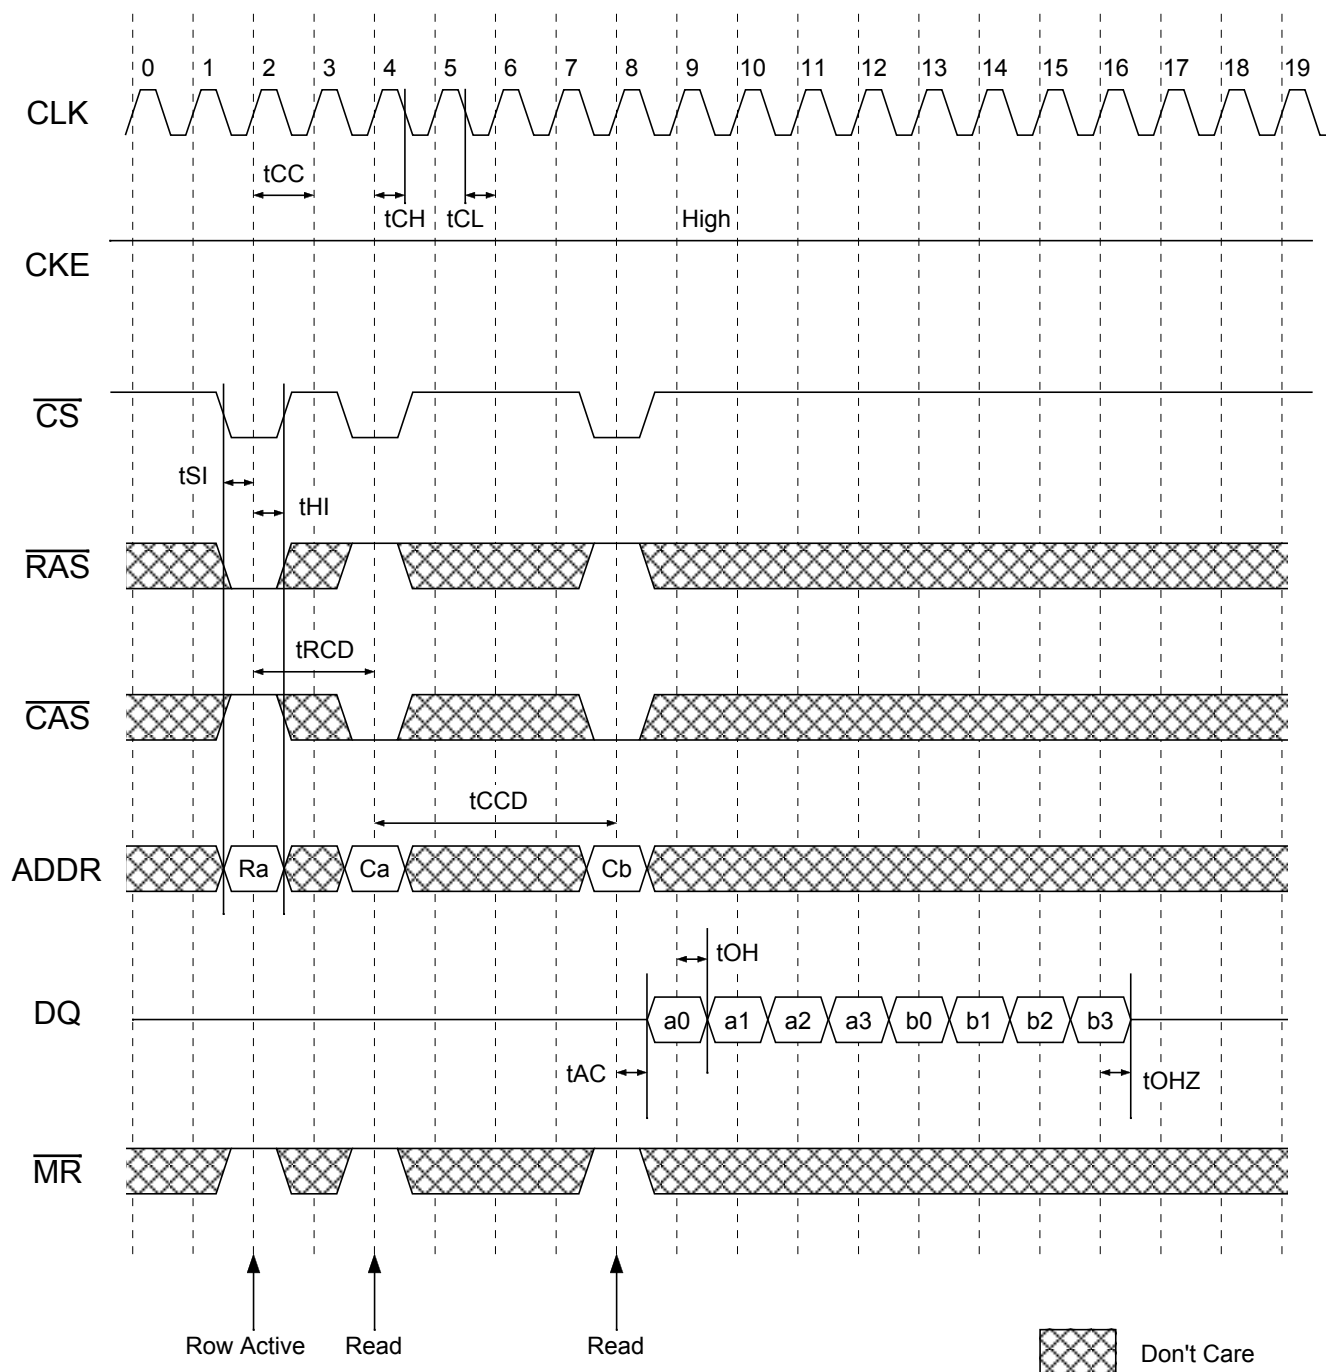 0 1 2 3 4 5 6 7 8 9 10 11 12 13 14 15 16 17 18 19
CLK
tCC
tCH tCL High
CKE
CS
tSI
tHI
RAS
tRCD
CAS
tCCD
ADDR Ra Ca Cb
tOH
DQ a0 a1 a2 a3 b0 b1 b2 b3
tAC tOHZ
MR
Row Active Read Read
Don't Care